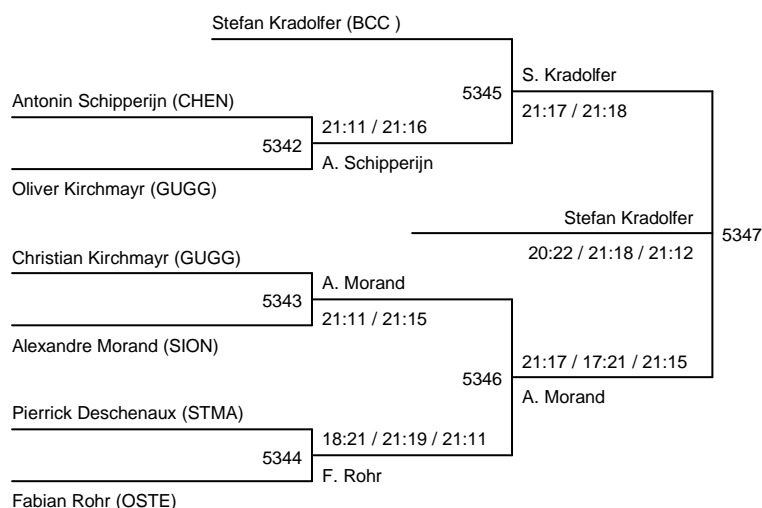 Stefan Kradolfer (BCC )
S. Kradolfer
5345
Antonin Schipperijn (CHEN)
21:17 / 21:18
21:11 / 21:16
5342
A. Schipperijn
Oliver Kirchmayr (GUGG)
Stefan Kradolfer
5347
20:22 / 21:18 / 21:12
Christian Kirchmayr (GUGG)
A. Morand
5343
21:11 / 21:15
Alexandre Morand (SION)
21:17 / 17:21 / 21:15
5346
A. Morand
Pierrick Deschenaux (STMA)
18:21 / 21:19 / 21:11
5344
F. Rohr
Fabian Rohr (OSTE)